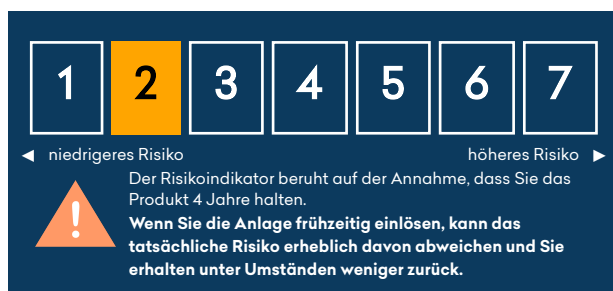 1 2 3 4 5 6 7
◄ niedrigeres Risiko höheres Risiko ►
Der Risikoindikator beruht auf der Annahme, dass Sie das
Produkt 4 Jahre halten.
Wenn Sie die Anlage frühzeitig einlösen, kann das
tatsächliche Risiko erheblich davon abweichen und Sie
erhalten unter Umständen weniger zurück.
!